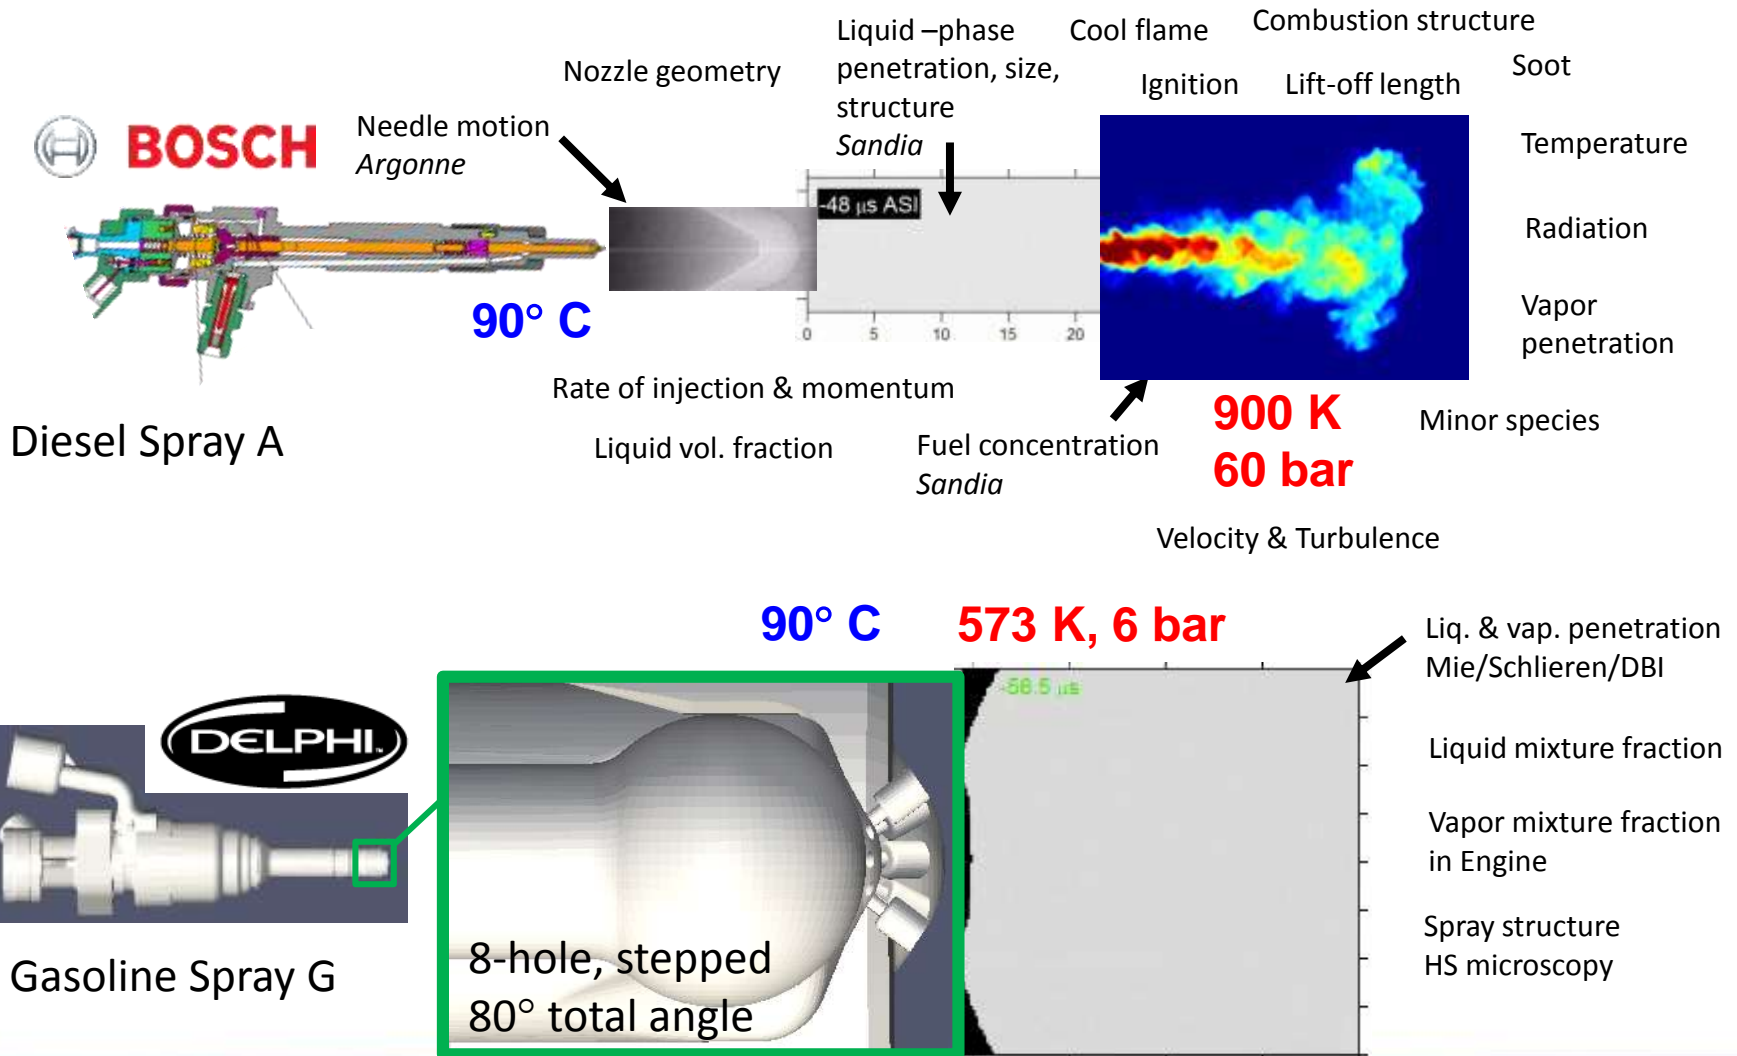 Liquid –phase
penetration, size,
structure
Sandia
Cool flame
Combustion structure
Nozzle geometry
Ignition
Lift-off length
Soot
BOSCH
Needle motion
Argonne
Temperature
-48 µs ASI
Radiation
90° C
0 5 10 15 20
Vapor
penetration
Rate of injection & momentum
900 K
60 bar
Minor species
Diesel Spray A
Liquid vol. fraction
Fuel concentration
Sandia
Velocity & Turbulence
90° C
573 K, 6 bar
Liq. & vap. penetration
Mie/Schlieren/DBI
-56.5 µs
DELPHI
Liquid mixture fraction
Vapor mixture fraction
in Engine
Spray structure
HS microscopy
Gasoline Spray G
8-hole, stepped
80° total angle